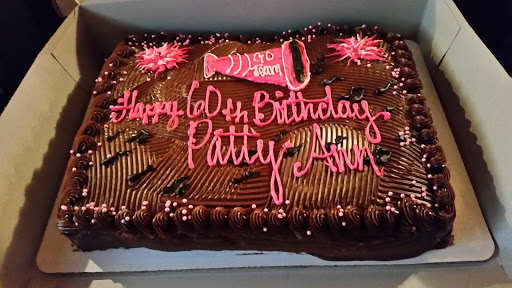 GO
Team
Happy 60th Birthday
Patty-Ann